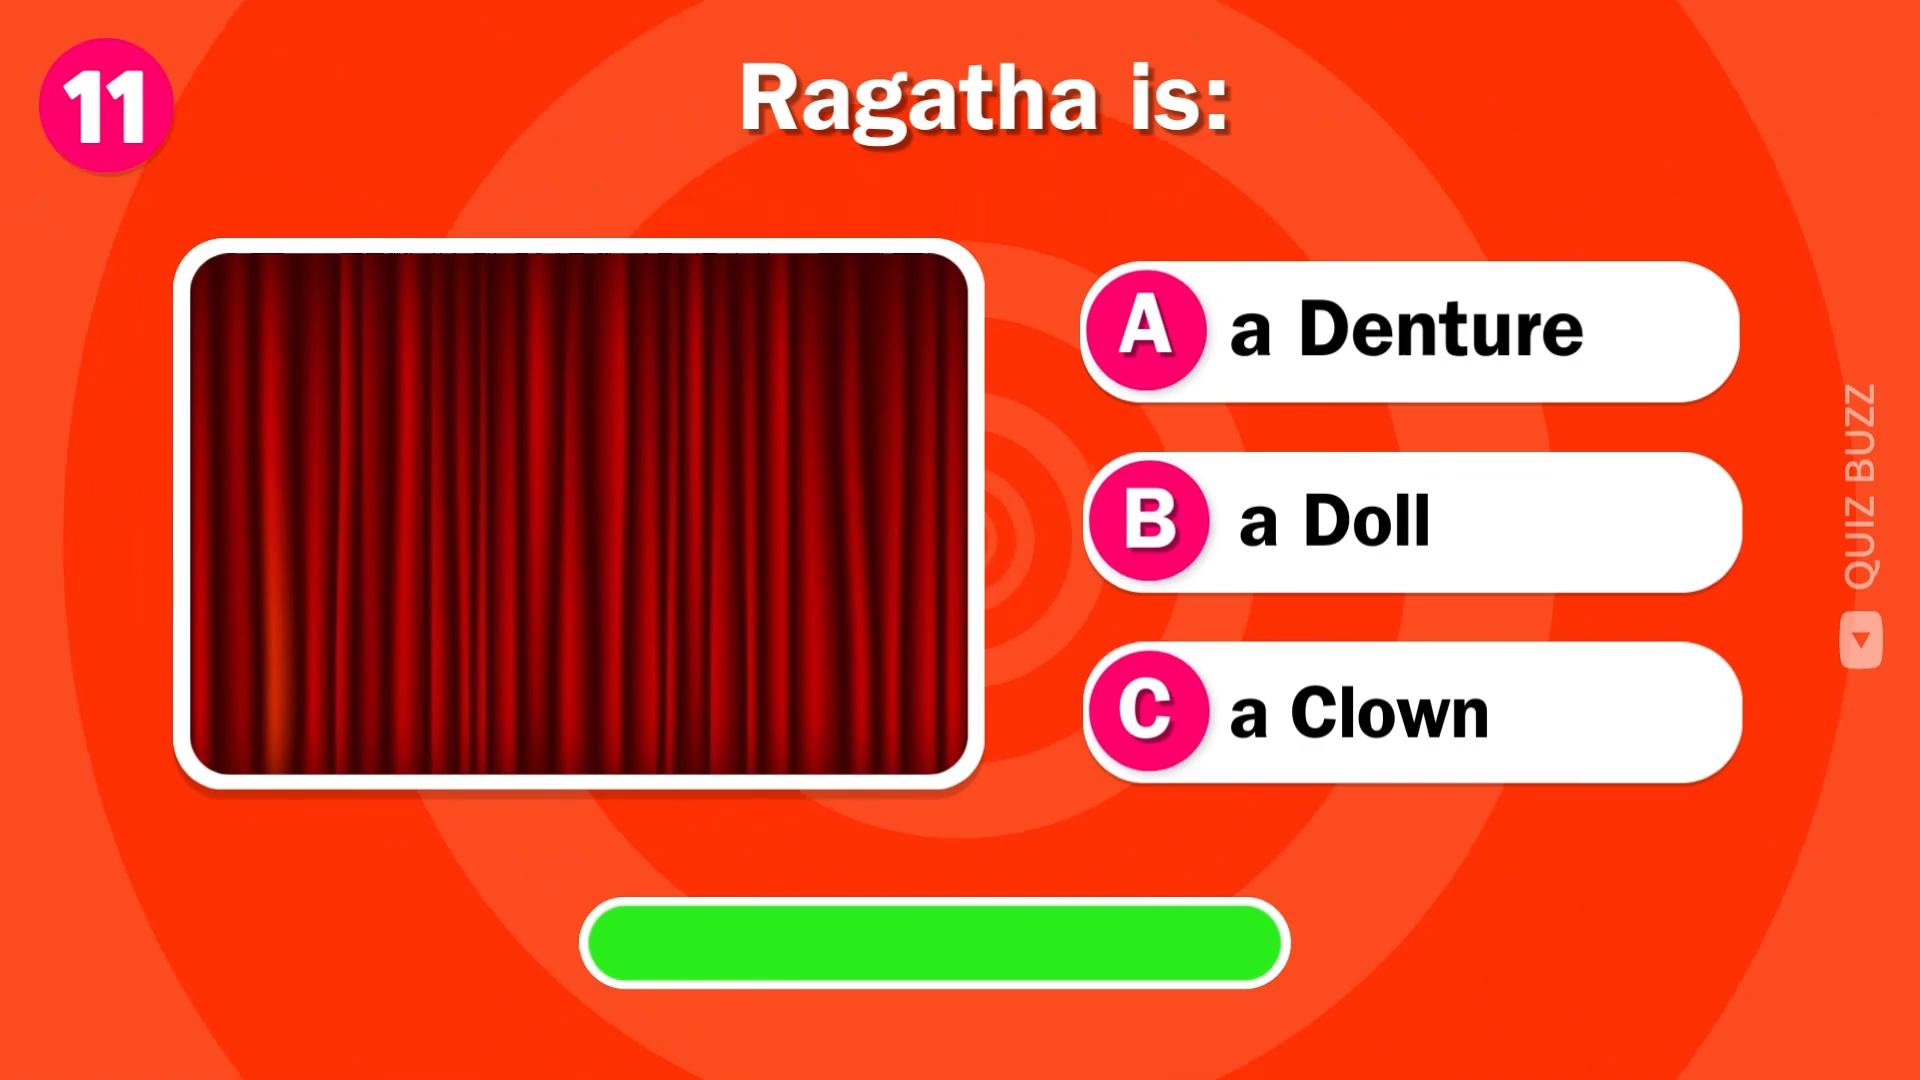 11
Ragatha is:
A a Denture
B a Doll
C a Clown
QUIZ BUZZ